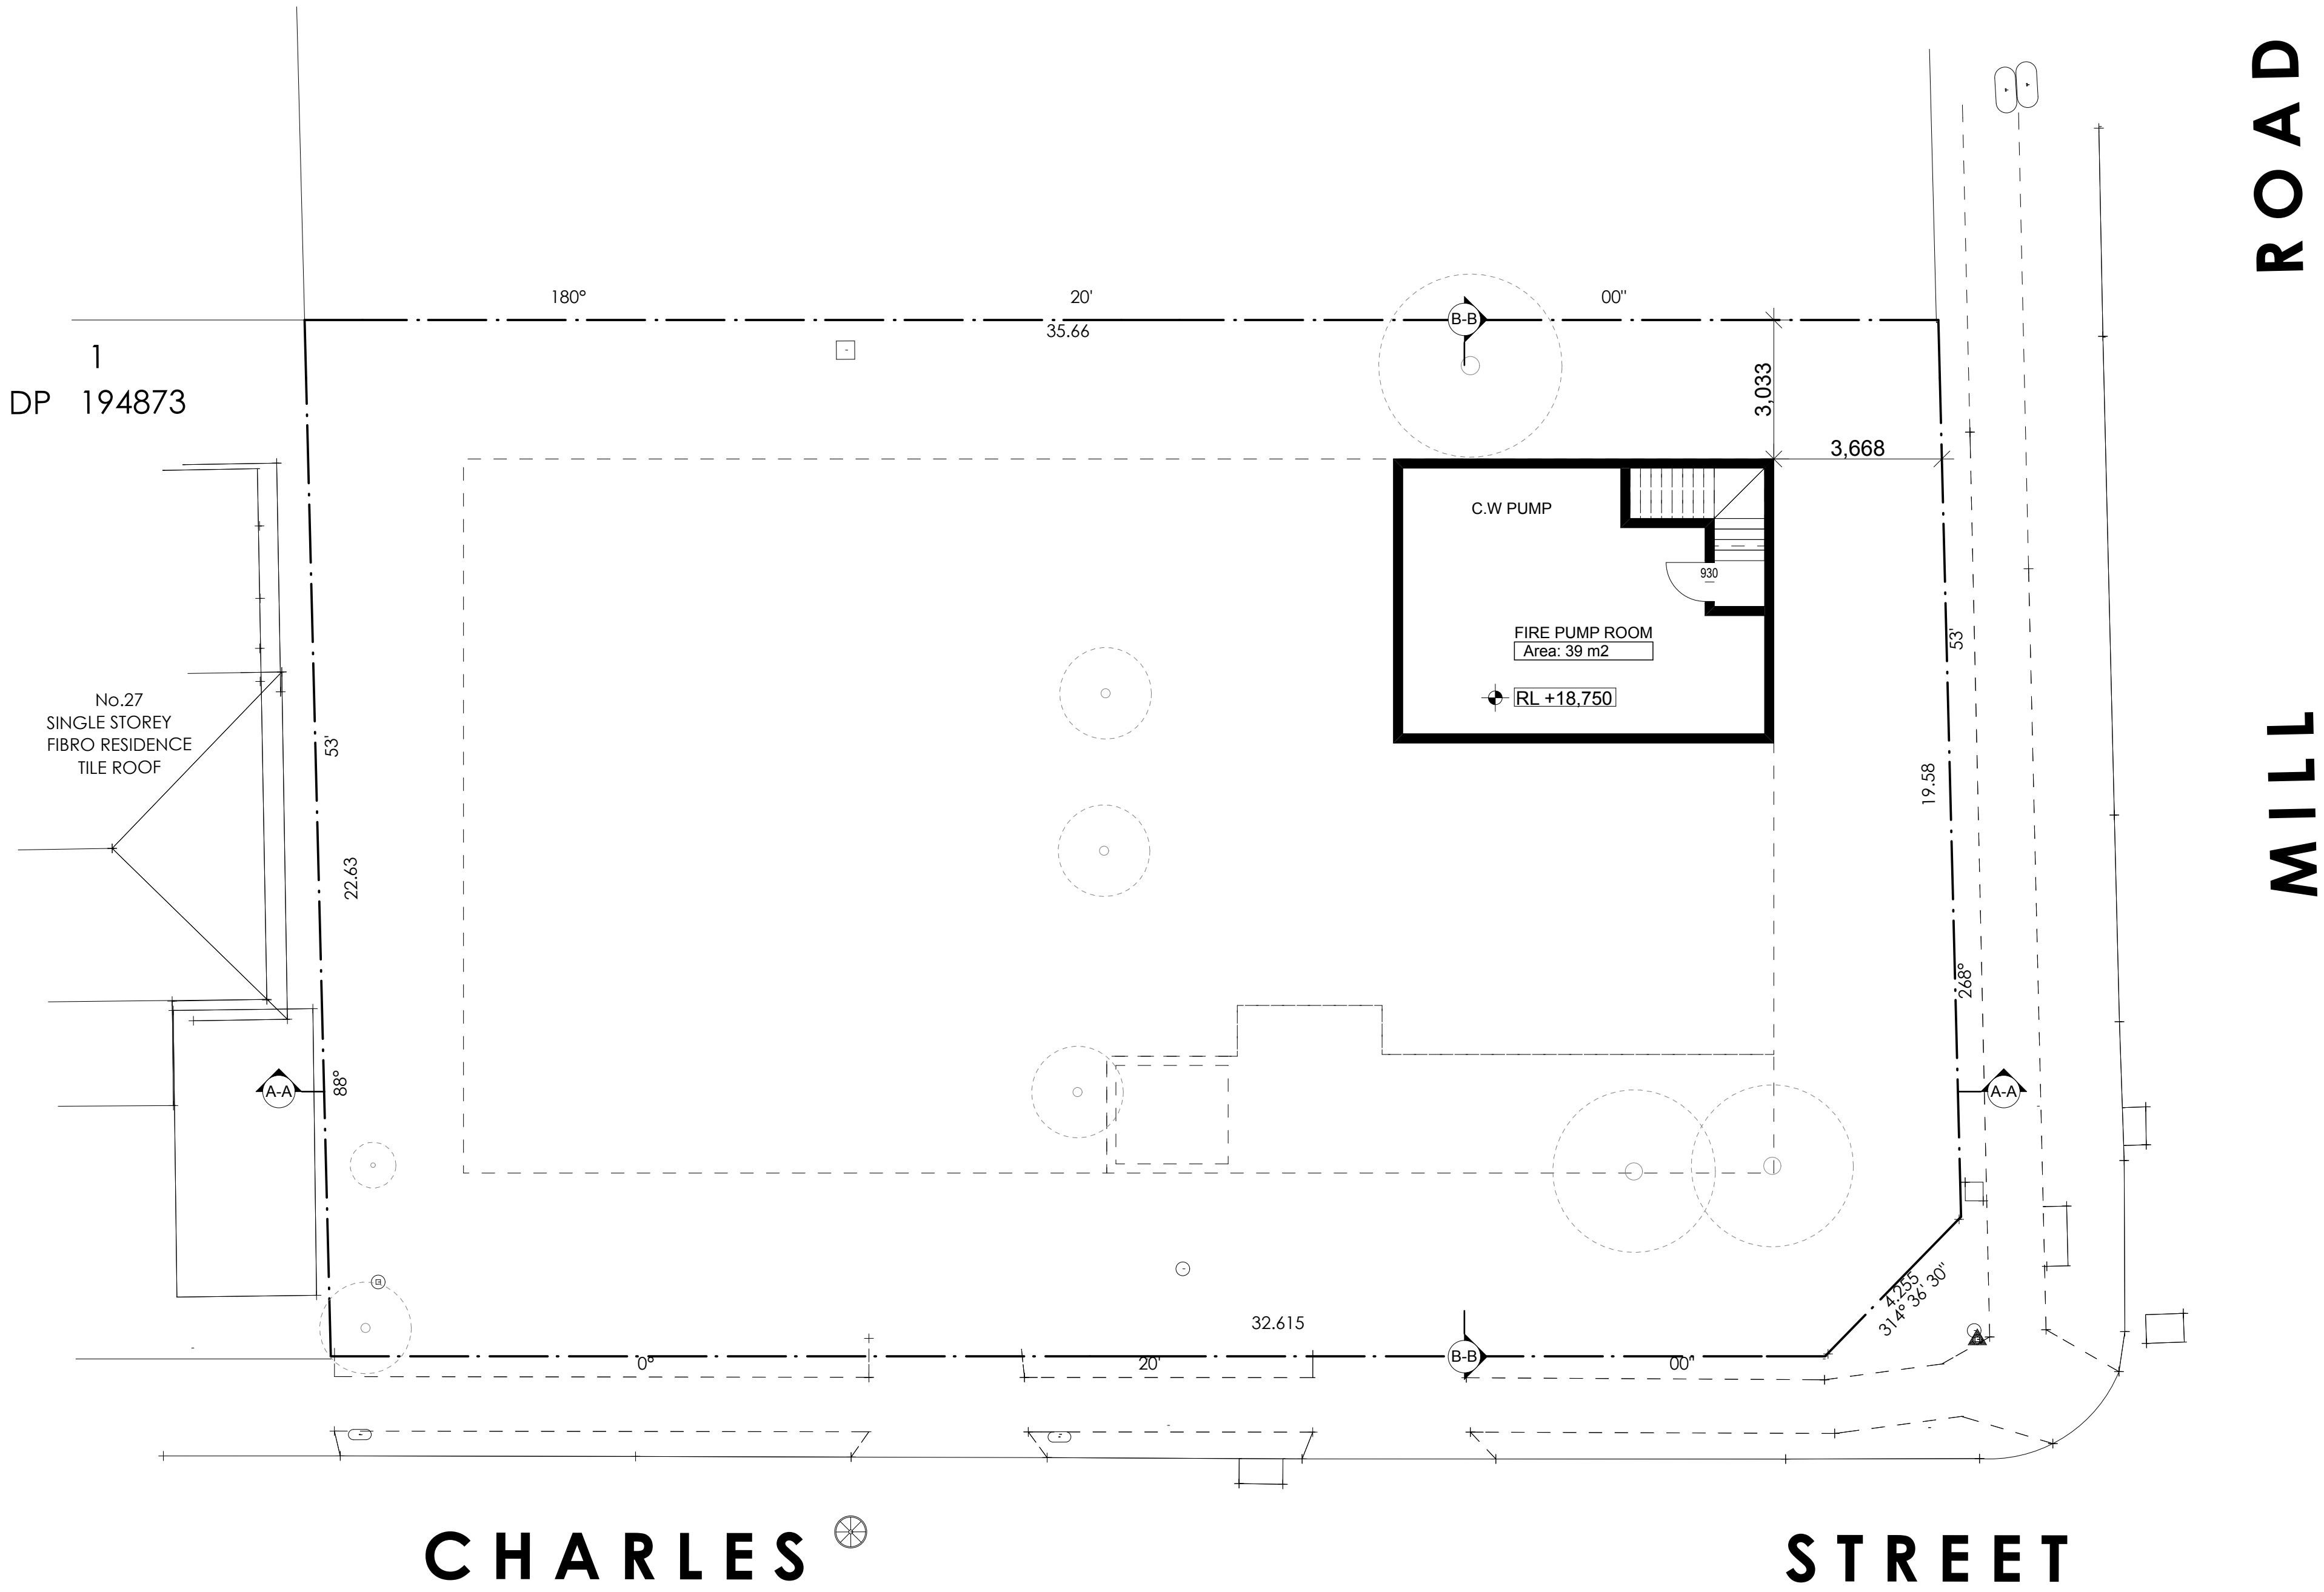 ROAD
180° 20' 00"
35.66
B-B
1
DP 194873
3,033
3,668
C.W PUMP
930
FIRE PUMP ROOM
Area: 39 m2
RL +18,750
53'
19.58
268°
No.27
SINGLE STOREY
FIBRO RESIDENCE
TILE ROOF
53'
22.63
88°
MILL
A-A
A-A
4.255
314° 36' 30"
32.615
B-B
0° 20' 00"
CHARLES STREET